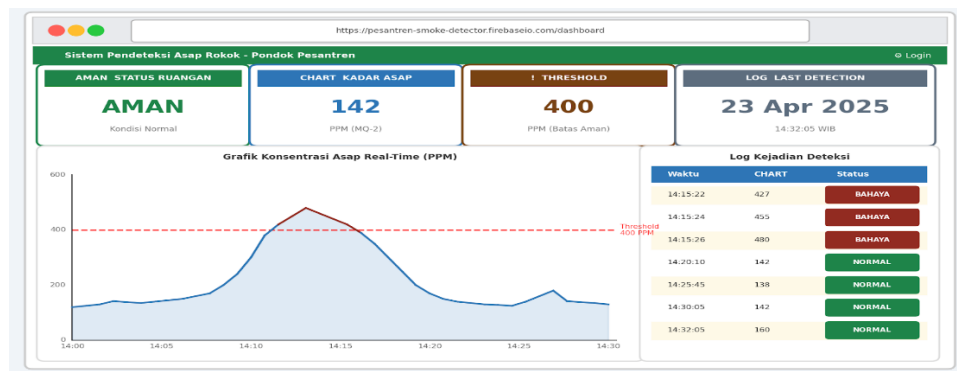 https://pesantren-smoke-detector.firebaseio.com/dashboard
Sistem Pendeteksi Asap Rokok - Pondok Pesantren
⚙ Login
AMAN STATUS RUANGAN
AMAN
Kondisi Normal
CHART KADAR ASAP
142
PPM (MQ-2)
! THRESHOLD
400
PPM (Batas Aman)
LOG LAST DETECTION
23 Apr 2025
14:32:05 WIB
Grafik Konsentrasi Asap Real-Time (PPM)
600
400
200
0
Threshold
400 PPM
14:00 14:05 14:10 14:15 14:20 14:25 14:30
Log Kejadian Deteksi
Waktu CHART Status
14:15:22 427 BAHAYA
14:15:24 455 BAHAYA
14:15:26 480 BAHAYA
14:20:10 142 NORMAL
14:25:45 138 NORMAL
14:30:05 142 NORMAL
14:32:05 160 NORMAL